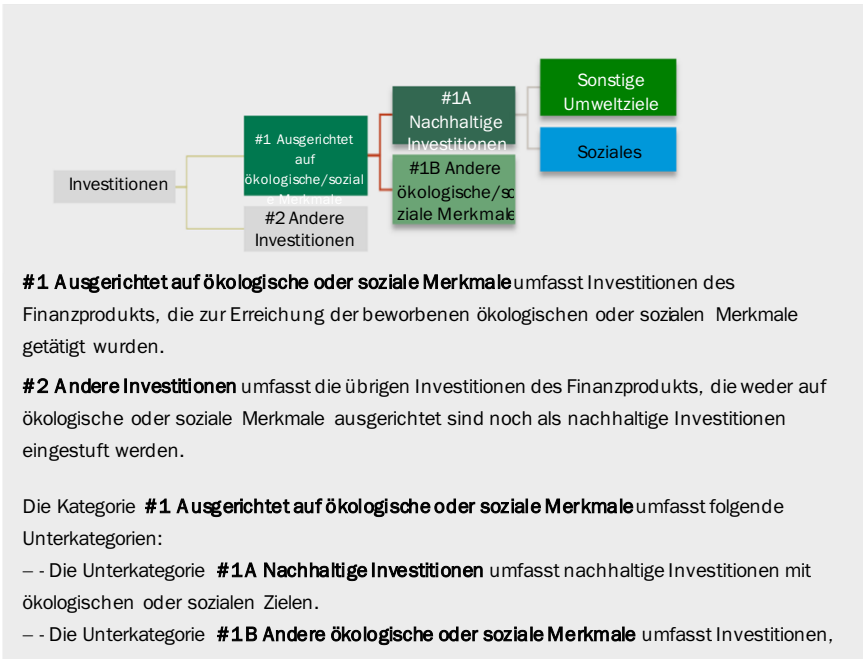 Sonstige
Umweltziele
#1A
Nachhaltige
Investitionen
#1 Ausgerichtet
auf
ökologische/sozial
e Merkmale
Soziales
#1B Andere
ökologische/so
ziale Merkmale
Investitionen
#2 Andere
Investitionen
#1 Ausgerichtet auf ökologische oder soziale Merkmale umfasst Investitionen des
Finanzprodukts, die zur Erreichung der beworbenen ökologischen oder sozialen Merkmale
getätigt wurden.
#2 Andere Investitionen umfasst die übrigen Investitionen des Finanzprodukts, die weder auf
ökologische oder soziale Merkmale ausgerichtet sind noch als nachhaltige Investitionen
eingestuft werden.
Die Kategorie #1 Ausgerichtet auf ökologische oder soziale Merkmale umfasst folgende
Unterkategorien:
– - Die Unterkategorie #1A Nachhaltige Investitionen umfasst nachhaltige Investitionen mit
ökologischen oder sozialen Zielen.
– - Die Unterkategorie #1B Andere ökologische oder soziale Merkmale umfasst Investitionen,